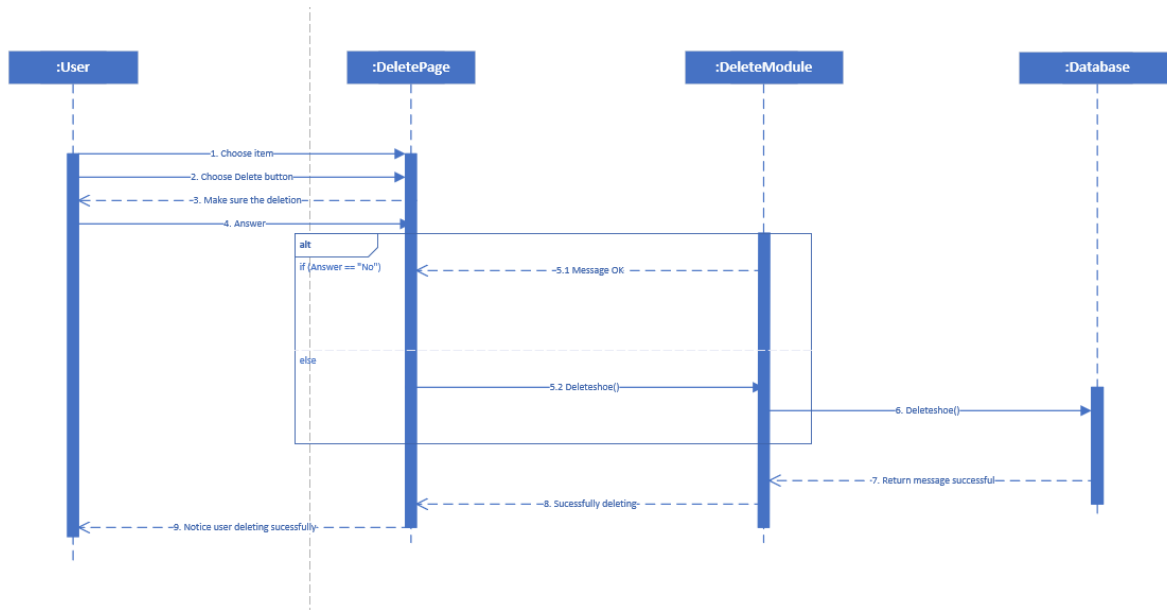 :User
:DeletePage
:DeleteModule
:Database
1. Choose item
2. Choose Delete button
3. Make sure the deletion
4. Answer
alt
if (Answer == "No")
5.1 Message OK
else
5.2 Deleteshoe()
6. Deleteshoe()
7. Return message successful
8. Sucessfully deleting
9. Notice user deleting sucessfully